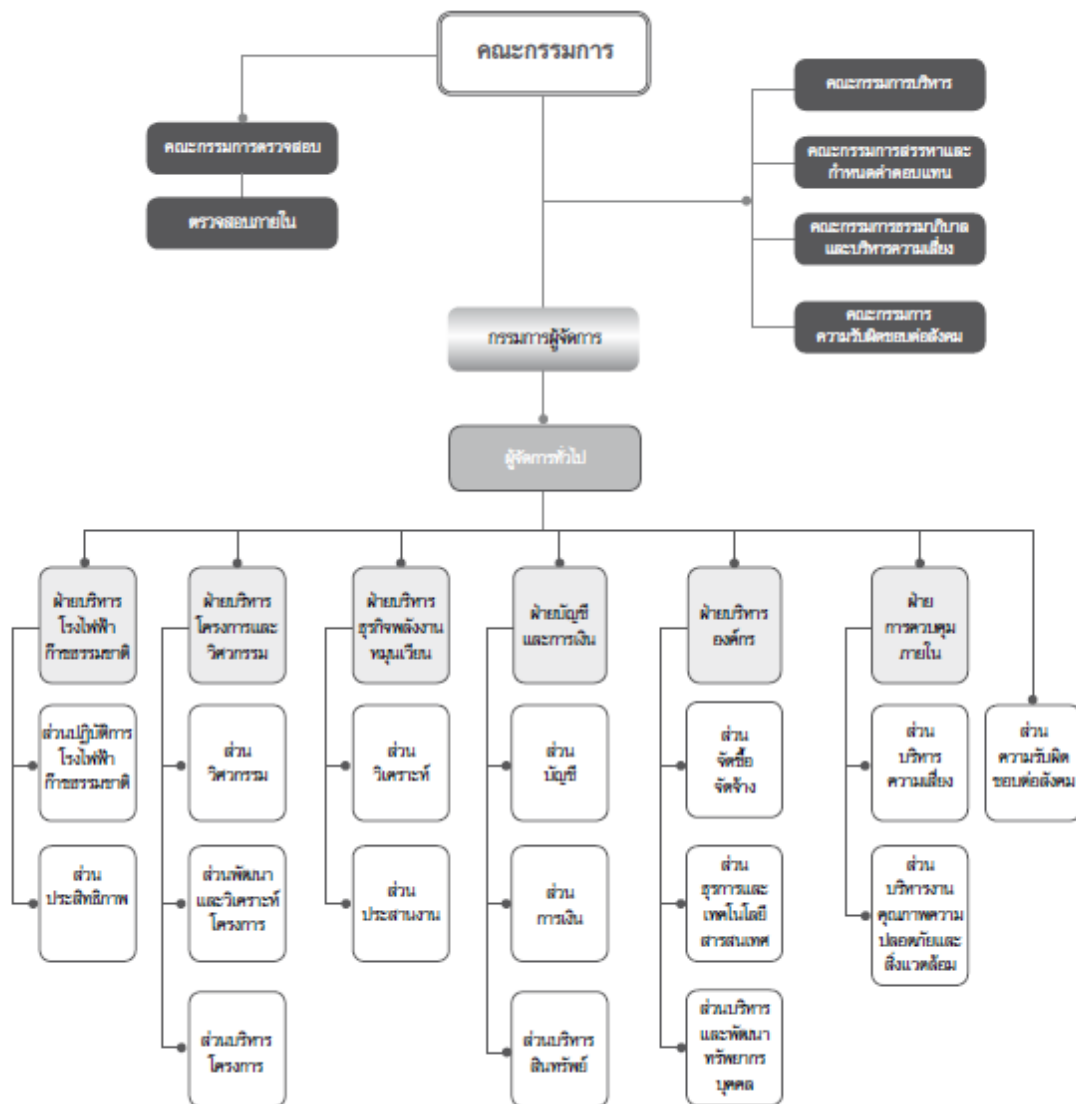 คณะกรรมการ
คณะกรรมการตรวจสอบ
ตรวจสอบภายใน
คณะกรรมการบริหาร
คณะกรรมการสรรหาและ
กำหนดค่าตอบแทน
คณะกรรมการธรรมาภิบาล
และบริหารความเสี่ยง
คณะกรรมการ
ความรับผิดชอบต่อสังคม
กรรมการผู้จัดการ
ผู้จัดการทั่วไป
ฝ่ายบริหาร
โรงไฟฟ้า
ก๊าซธรรมชาติ
ฝ่ายบริหาร
โครงการและ
วิศวกรรม
ฝ่ายบริหาร
ธุรกิจพลังงาน
หมุนเวียน
ฝ่ายบัญชี
และการเงิน
ฝ่ายบริหาร
องค์กร
ฝ่าย
การควบคุม
ภายใน
ส่วนปฏิบัติการ
โรงไฟฟ้า
ก๊าซธรรมชาติ
ส่วน
วิศวกรรม
ส่วน
วิเคราะห์
ส่วน
บัญชี
ส่วน
จัดซื้อ
จัดจ้าง
ส่วน
บริหาร
ความเสี่ยง
ส่วน
ความรับผิด
ชอบต่อสังคม
ส่วน
ประสิทธิภาพ
ส่วนพัฒนา
และวิเคราะห์
โครงการ
ส่วน
ประสานงาน
ส่วน
การเงิน
ส่วน
ธุรการและ
เทคโนโลยี
สารสนเทศ
ส่วน
บริหารงาน
คุณภาพความ
ปลอดภัยและ
สิ่งแวดล้อม
ส่วนบริหาร
โครงการ
ส่วนบริหาร
สินทรัพย์
ส่วนบริหาร
และพัฒนา
ทรัพยากร
บุคคล